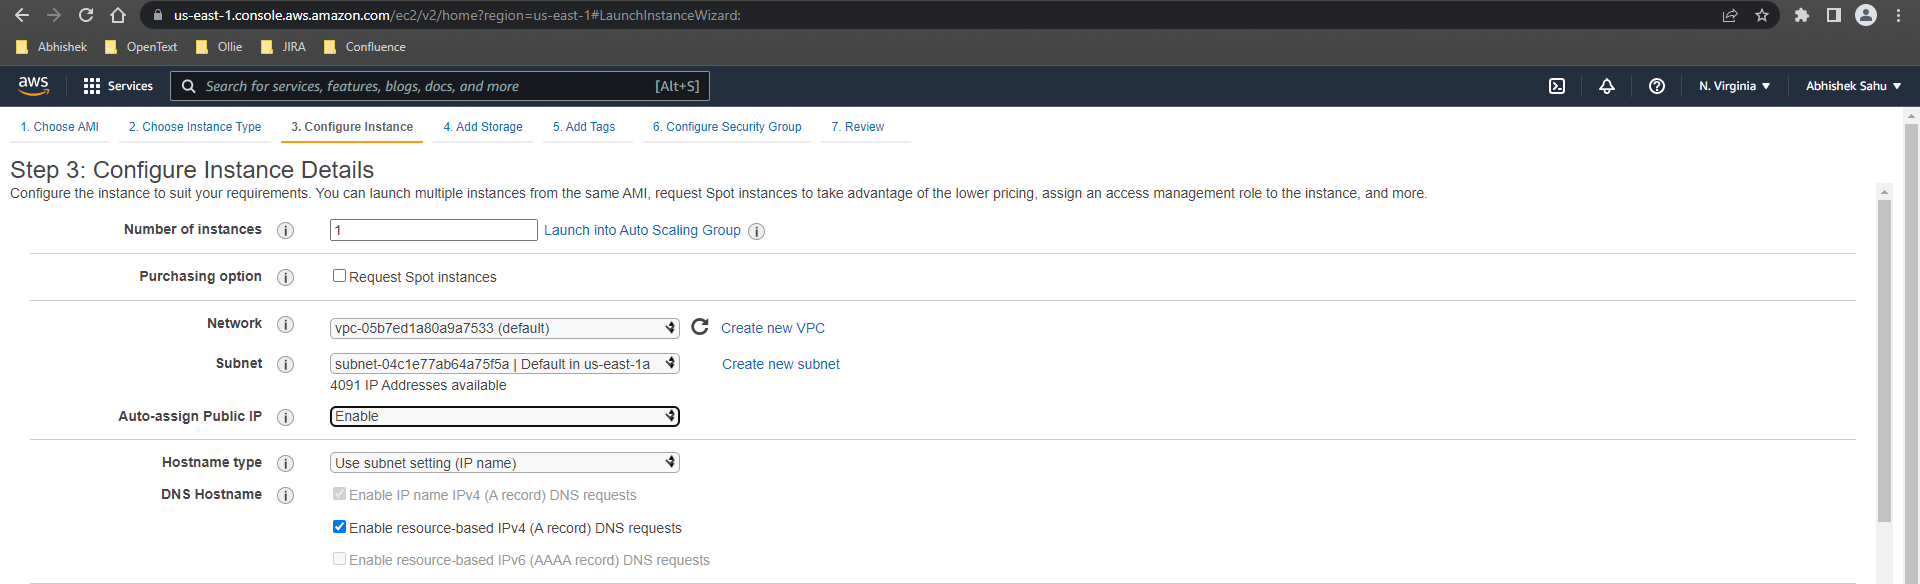 us-east-1.console.aws.amazon.com/ec2/v2/home?region=us-east-1#LaunchInstanceWizard:
Abhishek OpenText Ollie JIRA Confluence
aws Services Search for services, features, blogs, docs, and more [Alt+S] N. Virginia Abhishek Sahu
1. Choose AMI 2. Choose Instance Type 3. Configure Instance 4. Add Storage 5. Add Tags 6. Configure Security Group 7. Review
Step 3: Configure Instance Details
Configure the instance to suit your requirements. You can launch multiple instances from the same AMI, request Spot instances to take advantage of the lower pricing, assign an access management role to the instance, and more.
Number of instances 1 Launch into Auto Scaling Group
Purchasing option Request Spot instances
Network vpc-05b7ed1a80a9a7533 (default) Create new VPC
Subnet subnet-04c1e77ab64a75f5a | Default in us-east-1a Create new subnet
4091 IP Addresses available
Auto-assign Public IP Enable
Hostname type Use subnet setting (IP name)
DNS Hostname Enable IP name IPv4 (A record) DNS requests
Enable resource-based IPv4 (A record) DNS requests
Enable resource-based IPv6 (AAAA record) DNS requests